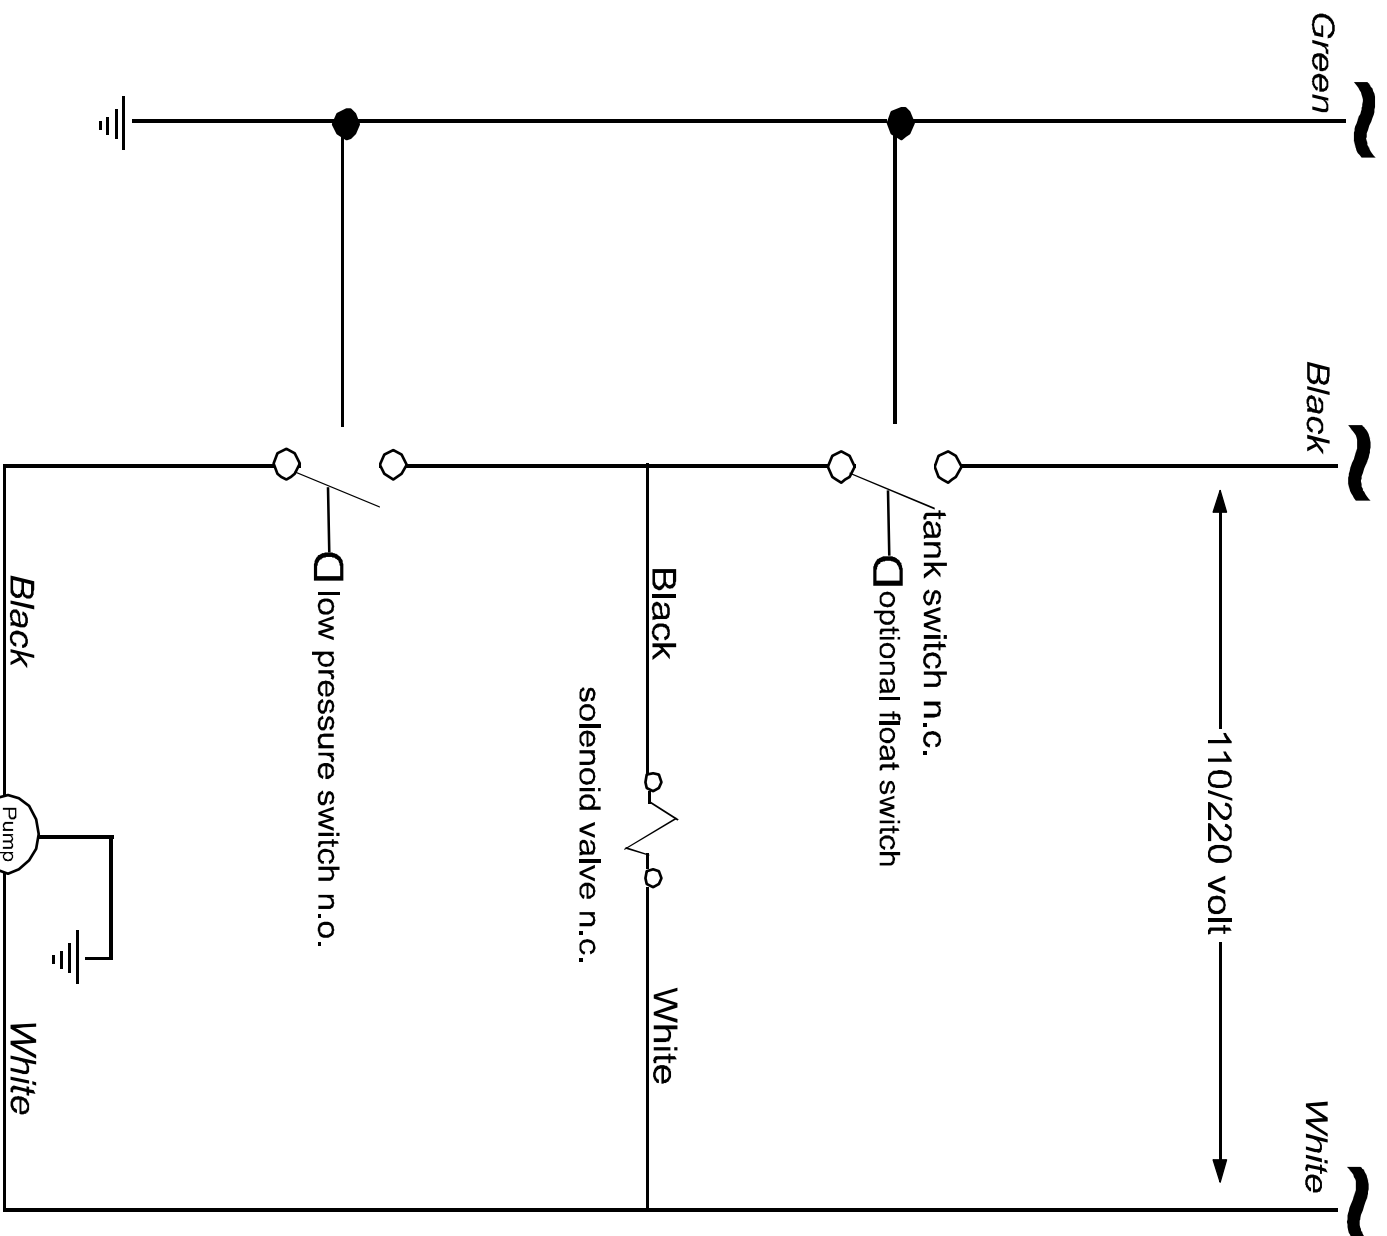 Green
Black
White
110/220 volt
tank switch n.c.
optional float switch
Black
White
solenoid valve n.c.
low pressure switch n.o.
Black
Pump
White